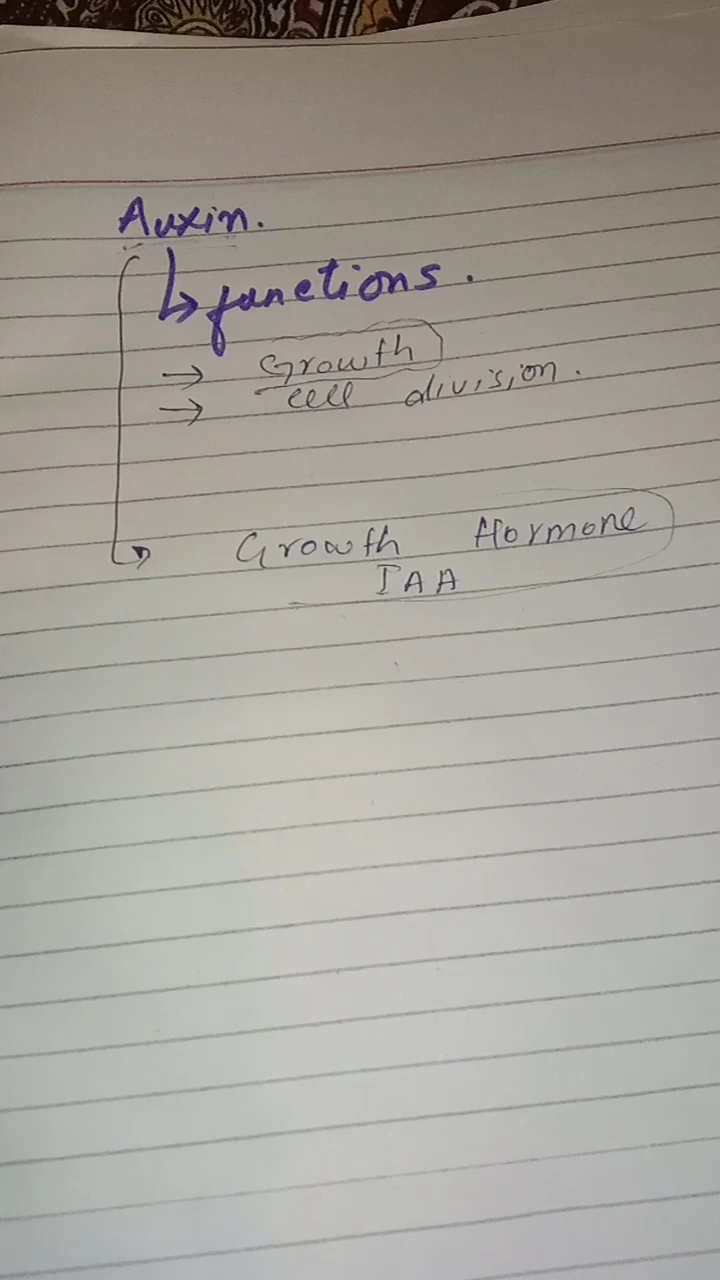 Auxin.
↳ functions.
→ Growth
→ cell division.
Growth Hormone
IAA